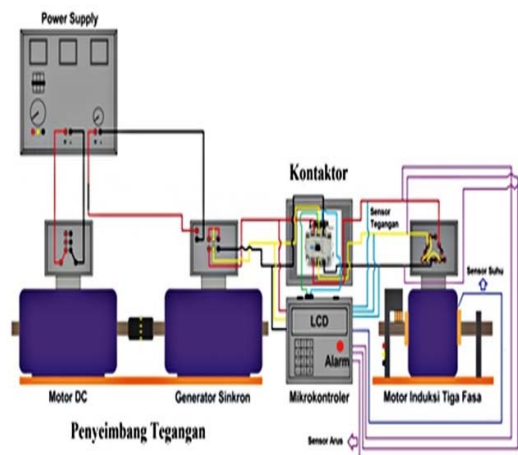 Power Supply
Kontaktor
Sensor
Tegangan
Sensor Suhu
LCD
Alarm
Motor DC
Generator Sinkron
Mikrokontroler
Motor Induksi Tiga Fasa
Penyeimbang Tegangan
Sensor Arus